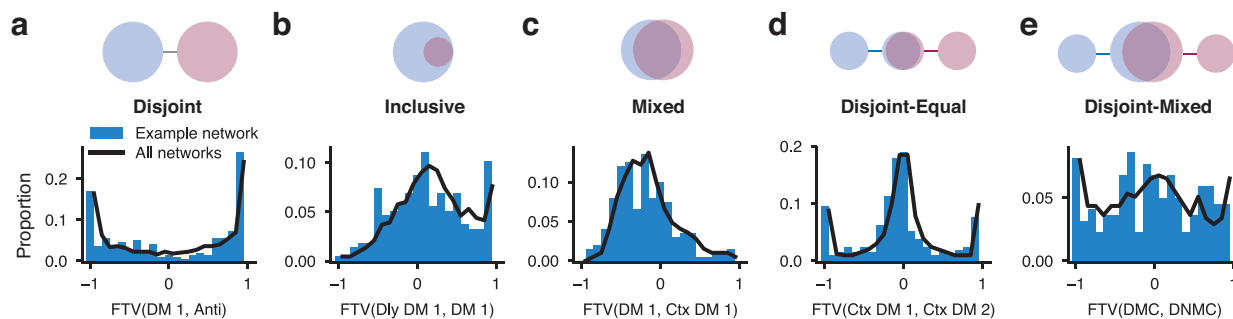 a
b
c
d
e
Disjoint
Inclusive
Mixed
Disjoint-Equal
Disjoint-Mixed
Example network
All networks
Proportion
0.2
0.1
0.0
−1
0
1
FTV(DM 1, Anti)
0.10
0.05
0.00
−1
0
1
FTV(Dly DM 1, DM 1)
0.10
0.05
0.00
−1
0
1
FTV(DM 1, Ctx DM 1)
0.2
0.1
0.0
−1
0
1
FTV(Ctx DM 1, Ctx DM 2)
0.05
0.00
−1
0
1
FTV(DMC, DNMC)